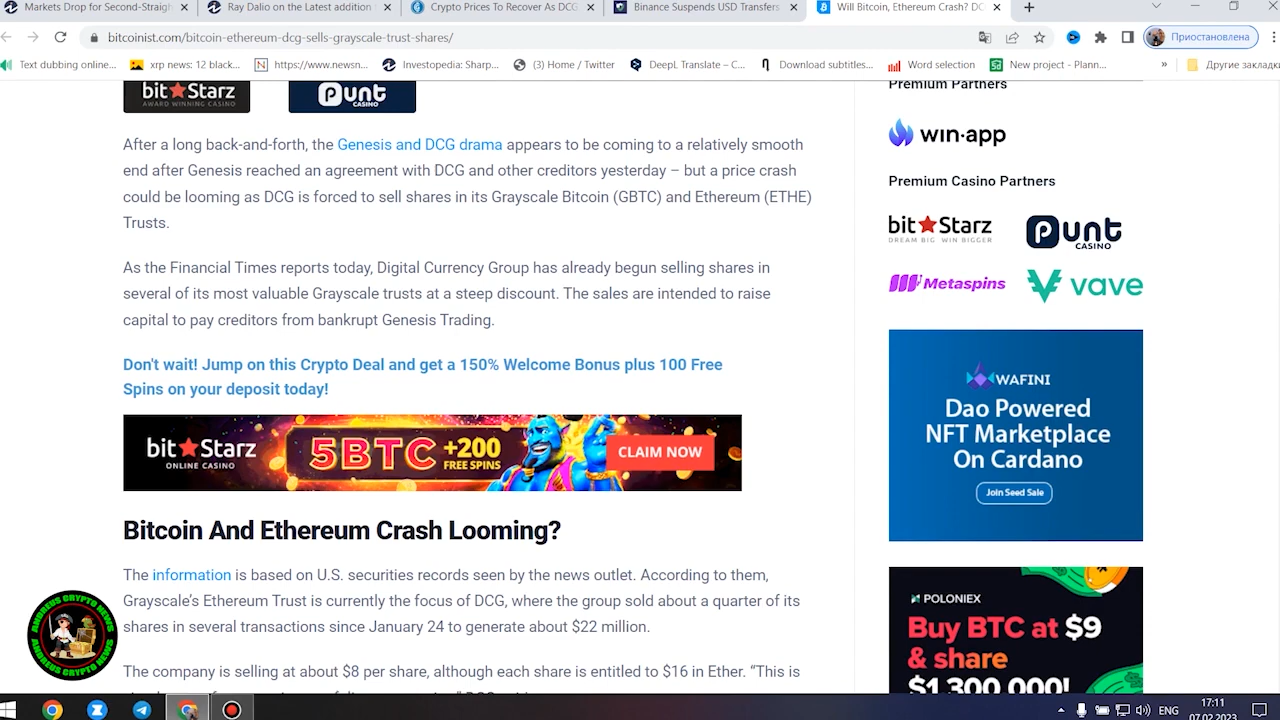 Markets Drop for Second-Straigh
Ray Dalio on the Latest addition
Crypto Prices To Recover As DCG
Binance Suspends USD Transfers
Will Bitcoin, Ethereum Crash? DC
bitcoinist.com/bitcoin-ethereum-dcg-sells-grayscale-trust-shares/
Приостановлена
Text dubbing online...
xrp news: 12 black...
https://www.newsn...
Investopedia: Sharp...
(3) Home / Twitter
DeepL Translate – C...
Download subtitles...
Word selection
New project - Plann...
»
Другие закладки
bitStarz
AWARD WINNING CASINO
Punt
CASINO
After a long back-and-forth, the Genesis and DCG drama appears to be coming to a relatively smooth
end after Genesis reached an agreement with DCG and other creditors yesterday – but a price crash
could be looming as DCG is forced to sell shares in its Grayscale Bitcoin (GBTC) and Ethereum (ETHE)
Trusts.
As the Financial Times reports today, Digital Currency Group has already begun selling shares in
several of its most valuable Grayscale trusts at a steep discount. The sales are intended to raise
capital to pay creditors from bankrupt Genesis Trading.
Don't wait! Jump on this Crypto Deal and get a 150% Welcome Bonus plus 100 Free
Spins on your deposit today!
bitStarz
ONLINE CASINO
5BTC
+200
FREE SPINS
CLAIM NOW
Bitcoin And Ethereum Crash Looming?
The information is based on U.S. securities records seen by the news outlet. According to them,
Grayscale's Ethereum Trust is currently the focus of DCG, where the group sold about a quarter of its
shares in several transactions since January 24 to generate about $22 million.
The company is selling at about $8 per share, although each share is entitled to $16 in Ether. “This is
Premium Partners
win·app
Premium Casino Partners
bitStarz
DREAM BIG WIN BIGGER
Punt
CASINO
Metaspins
vave
WAFINI
Dao Powered
NFT Marketplace
On Cardano
Join Seed Sale
POLONIEX
Buy BTC at $9
& share
$1,300,000!
ANDREUS CRYPTO NEWS
ANDREUS CRYPTO NEWS
ENG
17:11
07.02.2023